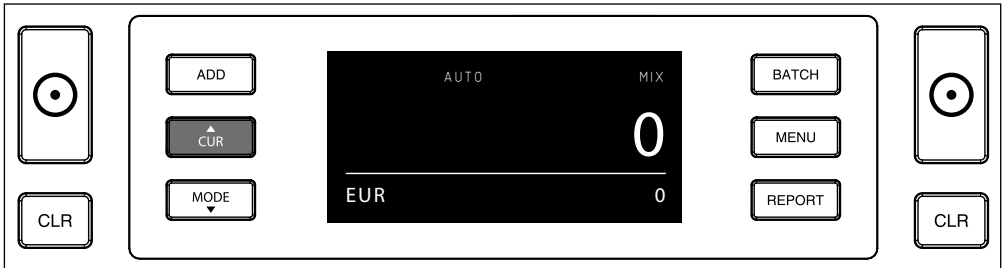 ADD
AUTO MIX
BATCH
▲
CUR
0
MENU
MODE
▼
EUR 0
REPORT
CLR
CLR